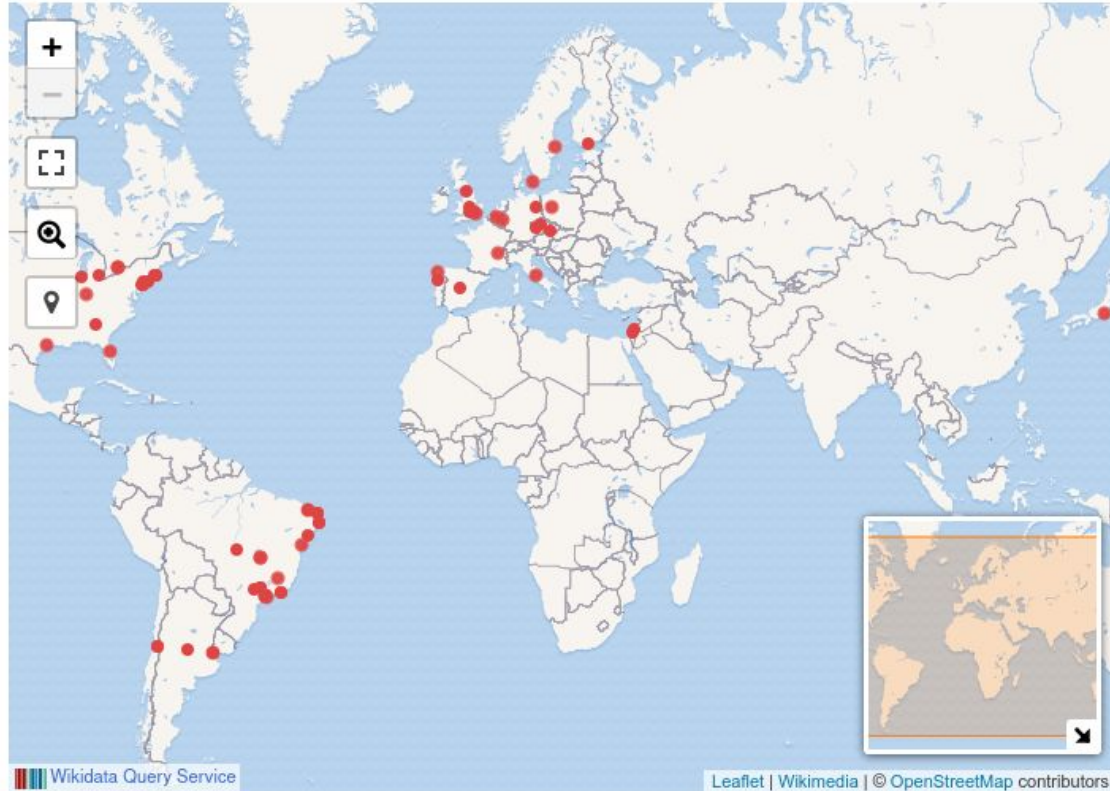 +
−
Wikidata Query Service
Leaflet | Wikimedia | © OpenStreetMap contributors